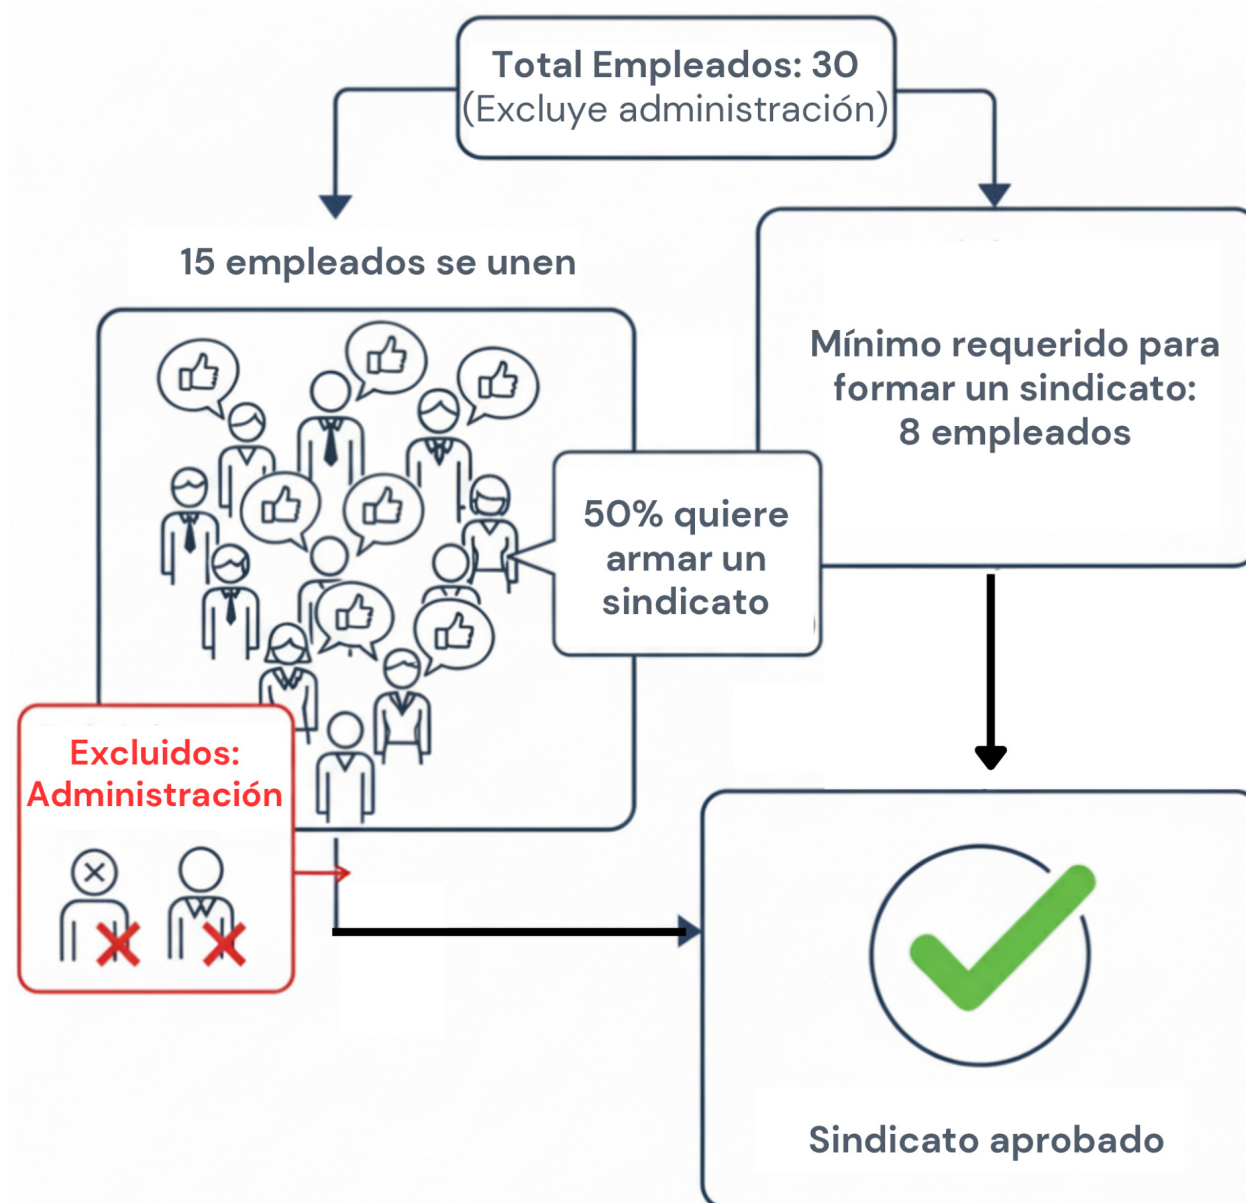 Total Empleados: 30
(Excluye administración)
15 empleados se unen
Mínimo requerido para
formar un sindicato:
8 empleados
50% quiere
armar un
sindicato
Excluidos:
Administración
Sindicato aprobado